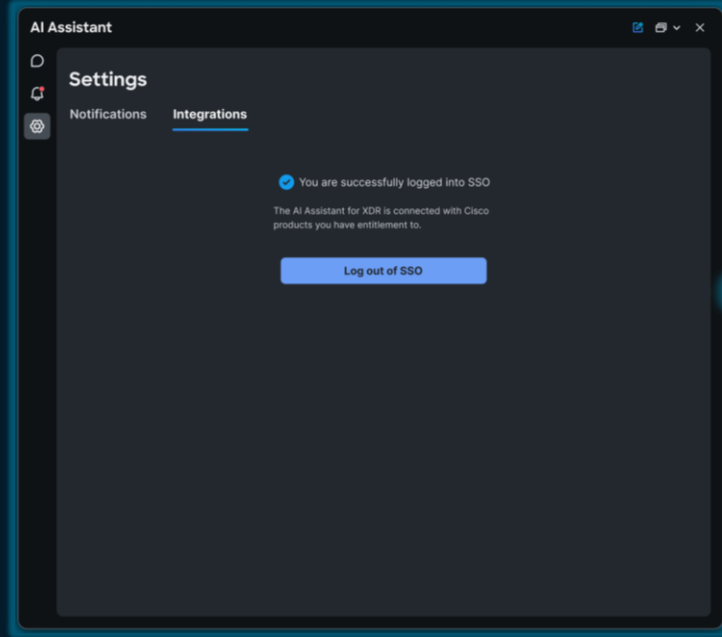 AI Assistant
Settings
Notifications
Integrations
You are successfully logged into SSO
The AI Assistant for XDR is connected with Cisco
products you have entitlement to.
Log out of SSO